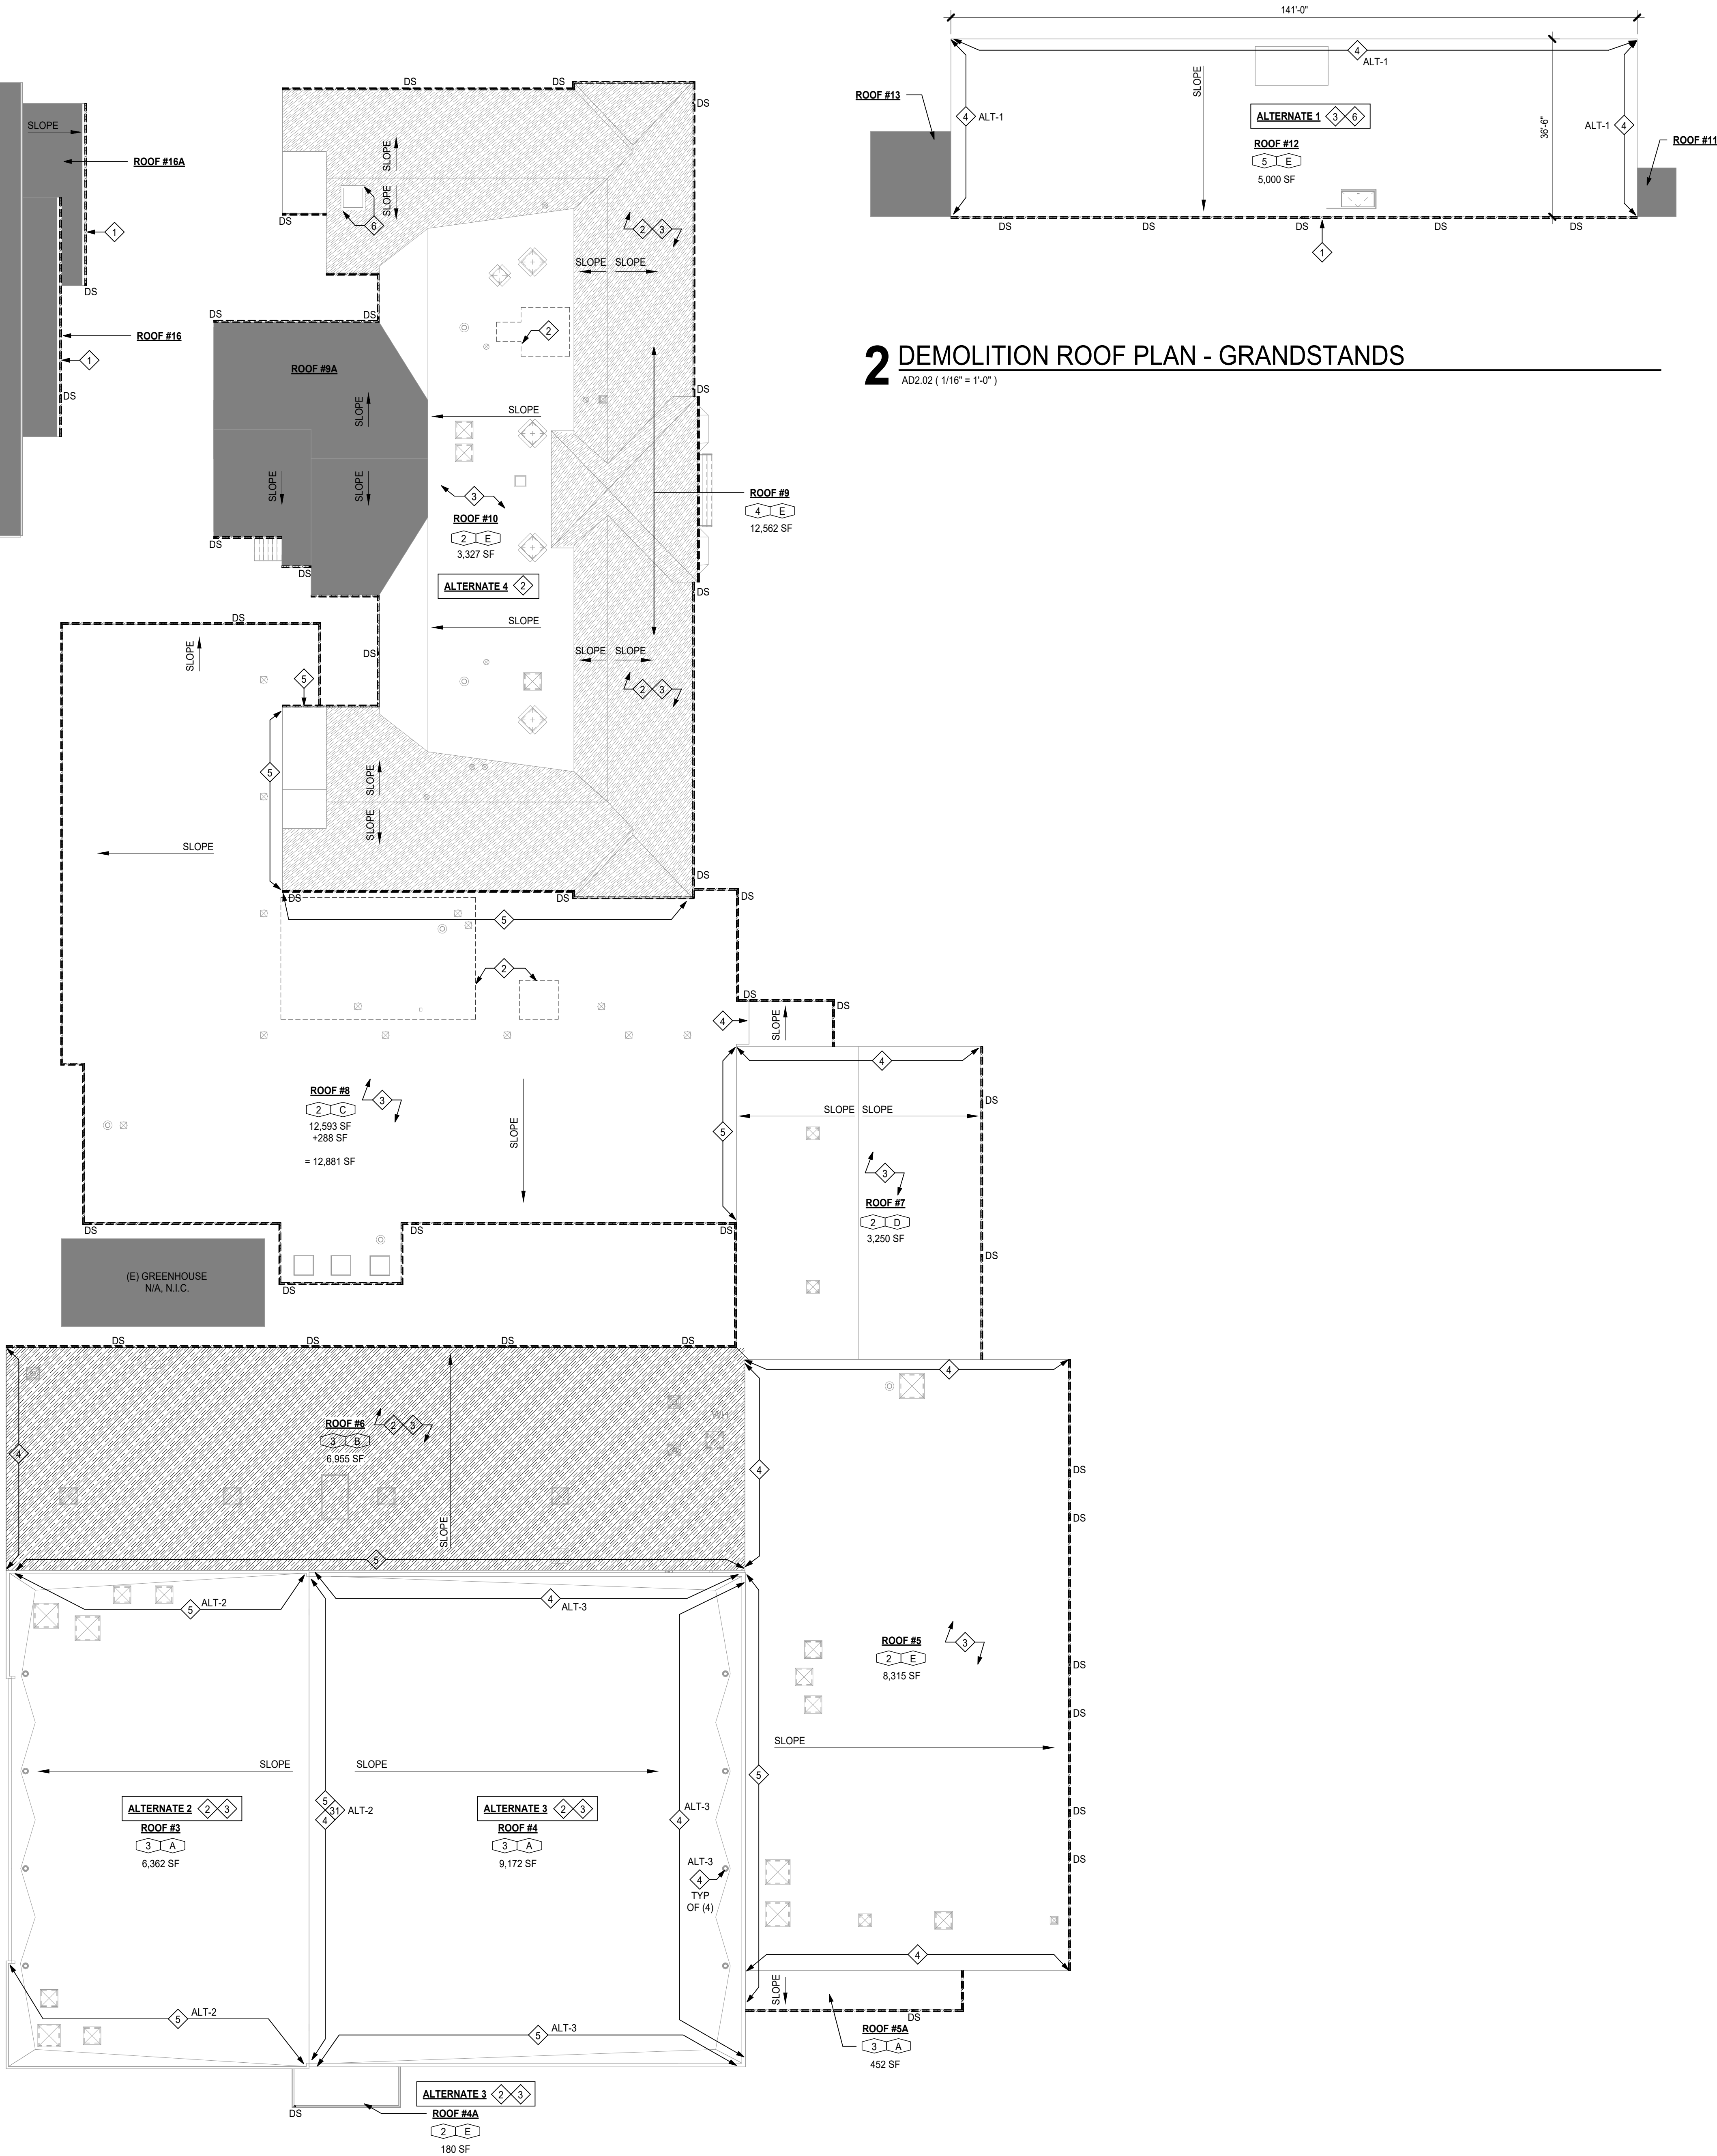 141'-0"
4
ALT-1
SLOPE
ROOF #13
4 ALT-1
ALTERNATE 1 3 6
ROOF #12
5 E
5,000 SF
36'-6"
ALT-1 4
ROOF #11
DS
DS
DS
DS
DS
1
2 DEMOLITION ROOF PLAN - GRANDSTANDS
AD2.02 ( 1/16" = 1'-0" )
SLOPE
ROOF #16A
1
DS
ROOF #16
1
DS
DS
DS
DS
SLOPE
SLOPE
DS
6
2 3
SLOPE SLOPE
DS
DS
ROOF #9A
2
SLOPE
SLOPE
DS
SLOPE
SLOPE
3
ROOF #10
2 E
3,327 SF
ROOF #9
4 E
12,562 SF
DS
DS
ALTERNATE 4 2
DS
DS
SLOPE
SLOPE
DS
SLOPE SLOPE
5
2 3
5
SLOPE
SLOPE
SLOPE
DS
DS
DS
DS
5
2
DS
DS
4
SLOPE
4
ROOF #8
2 C
12,593 SF
+288 SF
= 12,881 SF
3
SLOPE
5
SLOPE SLOPE
DS
3
ROOF #7
2 D
3,250 SF
DS
DS
DS
DS
DS
(E) GREENHOUSE
N/A, N.I.C.
DS
DS
DS
DS
4
ROOF #6
3 B
6,955 SF
2 3
WH
4
4
SLOPE
5
DS
DS
5 ALT-2
4
ALT-3
ROOF #5
2 E
8,315 SF
3
DS
DS
SLOPE
SLOPE
SLOPE
5
ALTERNATE 2 2 3
ROOF #3
3 A
6,362 SF
5
31 ALT-2
4
ALTERNATE 3 2 3
ROOF #4
3 A
9,172 SF
ALT-3
4
ALT-3
4
TYP
OF (4)
DS
DS
4
5 ALT-2
5 ALT-3
SLOPE
DS
ROOF #5A
3 A
452 SF
ALTERNATE 3 2 3
DS
ROOF #4A
2 E
180 SF